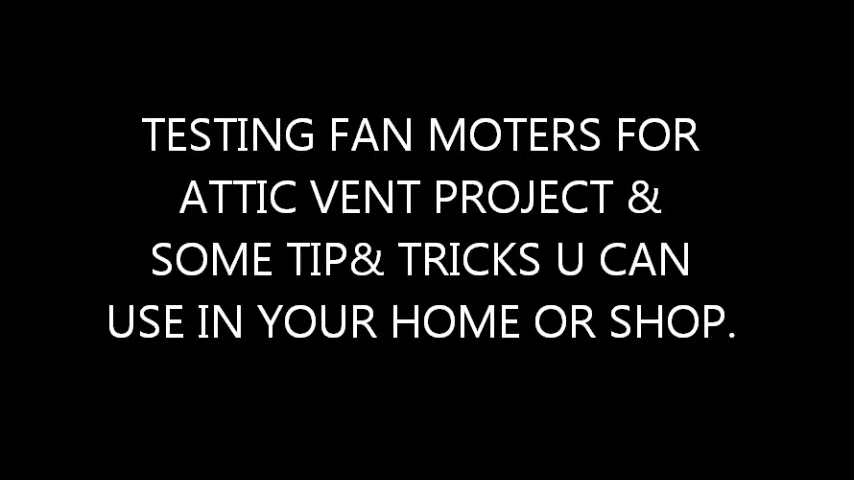 TESTING FAN MOTERS FOR
ATTIC VENT PROJECT &
SOME TIP& TRICKS U CAN
USE IN YOUR HOME OR SHOP.